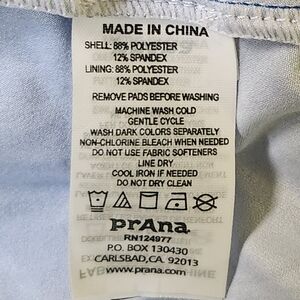 MADE IN CHINA
SHELL: 88% POLYESTER
12% SPANDEX
LINING: 88% POLYESTER
12% SPANDEX
REMOVE PADS BEFORE WASHING
MACHINE WASH COLD
GENTLE CYCLE
WASH DARK COLORS SEPARATELY
NON-CHLORINE BLEACH WHEN NEEDED
DO NOT USE FABRIC SOFTENERS
LINE DRY
COOL IRON IF NEEDED
DO NOT DRY CLEAN
prAna
RN124977
P.O. BOX 130430
CARLSBAD, CA 92013
www.prana.com